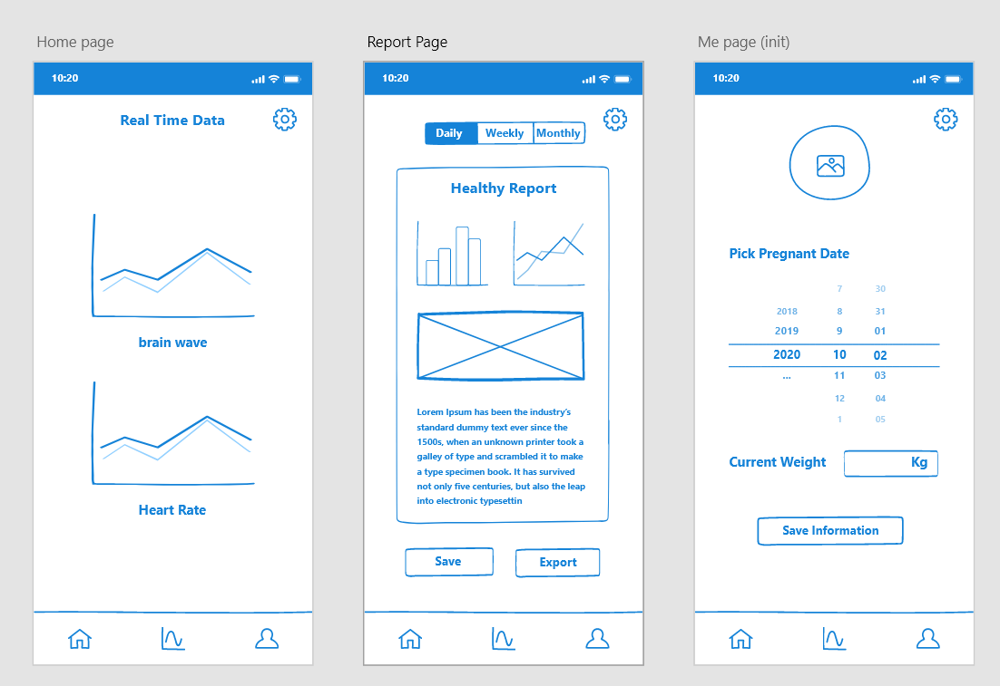 Home page
10:20
Real Time Data
brain wave
Heart Rate
Report Page
10:20
Daily Weekly Monthly
Healthy Report
Lorem Ipsum has been the industry's
standard dummy text ever since the
1500s, when an unknown printer took a
galley of type and scrambled it to make
a type specimen book. It has survived
not only five centuries, but also the leap
into electronic typesettin
Save Export
Me page (init)
10:20
Pick Pregnant Date
7 30
2018 8 31
2019 9 01
2020 10 02
... 11 03
12 04
1 05
Current Weight Kg
Save Information